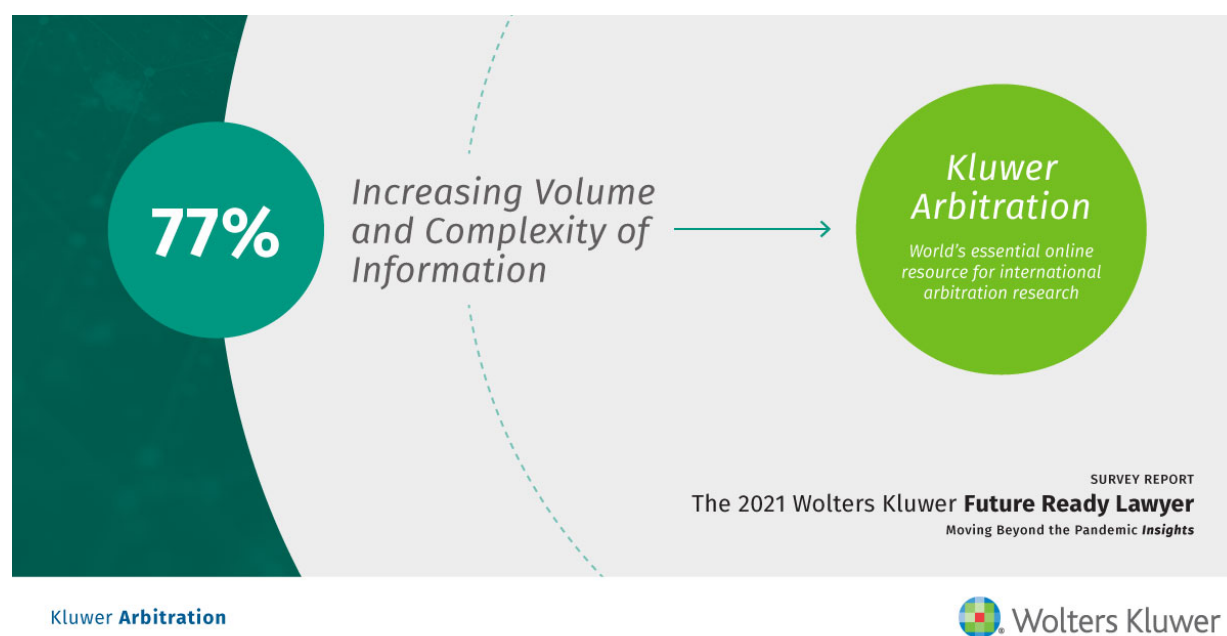 77%
Increasing Volume
and Complexity of
Information
Kluwer
Arbitration
World's essential online
resource for international
arbitration research
SURVEY REPORT
The 2021 Wolters Kluwer Future Ready Lawyer
Moving Beyond the Pandemic Insights
Kluwer Arbitration
Wolters Kluwer